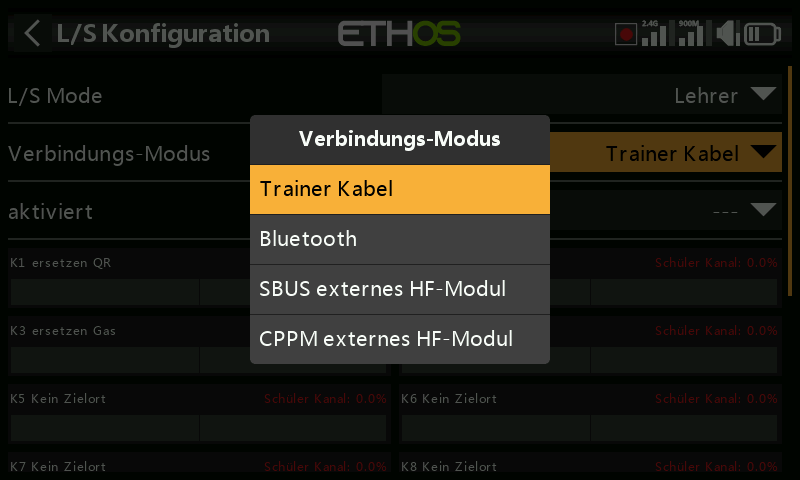 L/S Konfiguration
ETHOS
2.4G
900M
L/S Mode
Lehrer
Verbindungs-Modus
Trainer Kabel
aktiviert
---
Verbindungs-Modus
Trainer Kabel
Bluetooth
SBUS externes HF-Modul
CPPM externes HF-Modul
K1 ersetzen QR
Schüler Kanal: 0.0%
K3 ersetzen Gas
Schüler Kanal: 0.0%
K5 Kein Zielort
Schüler Kanal: 0.0%
K6 Kein Zielort
Schüler Kanal: 0.0%
K7 Kein Zielort
Schüler Kanal: 0.0%
K8 Kein Zielort
Schüler Kanal: 0.0%